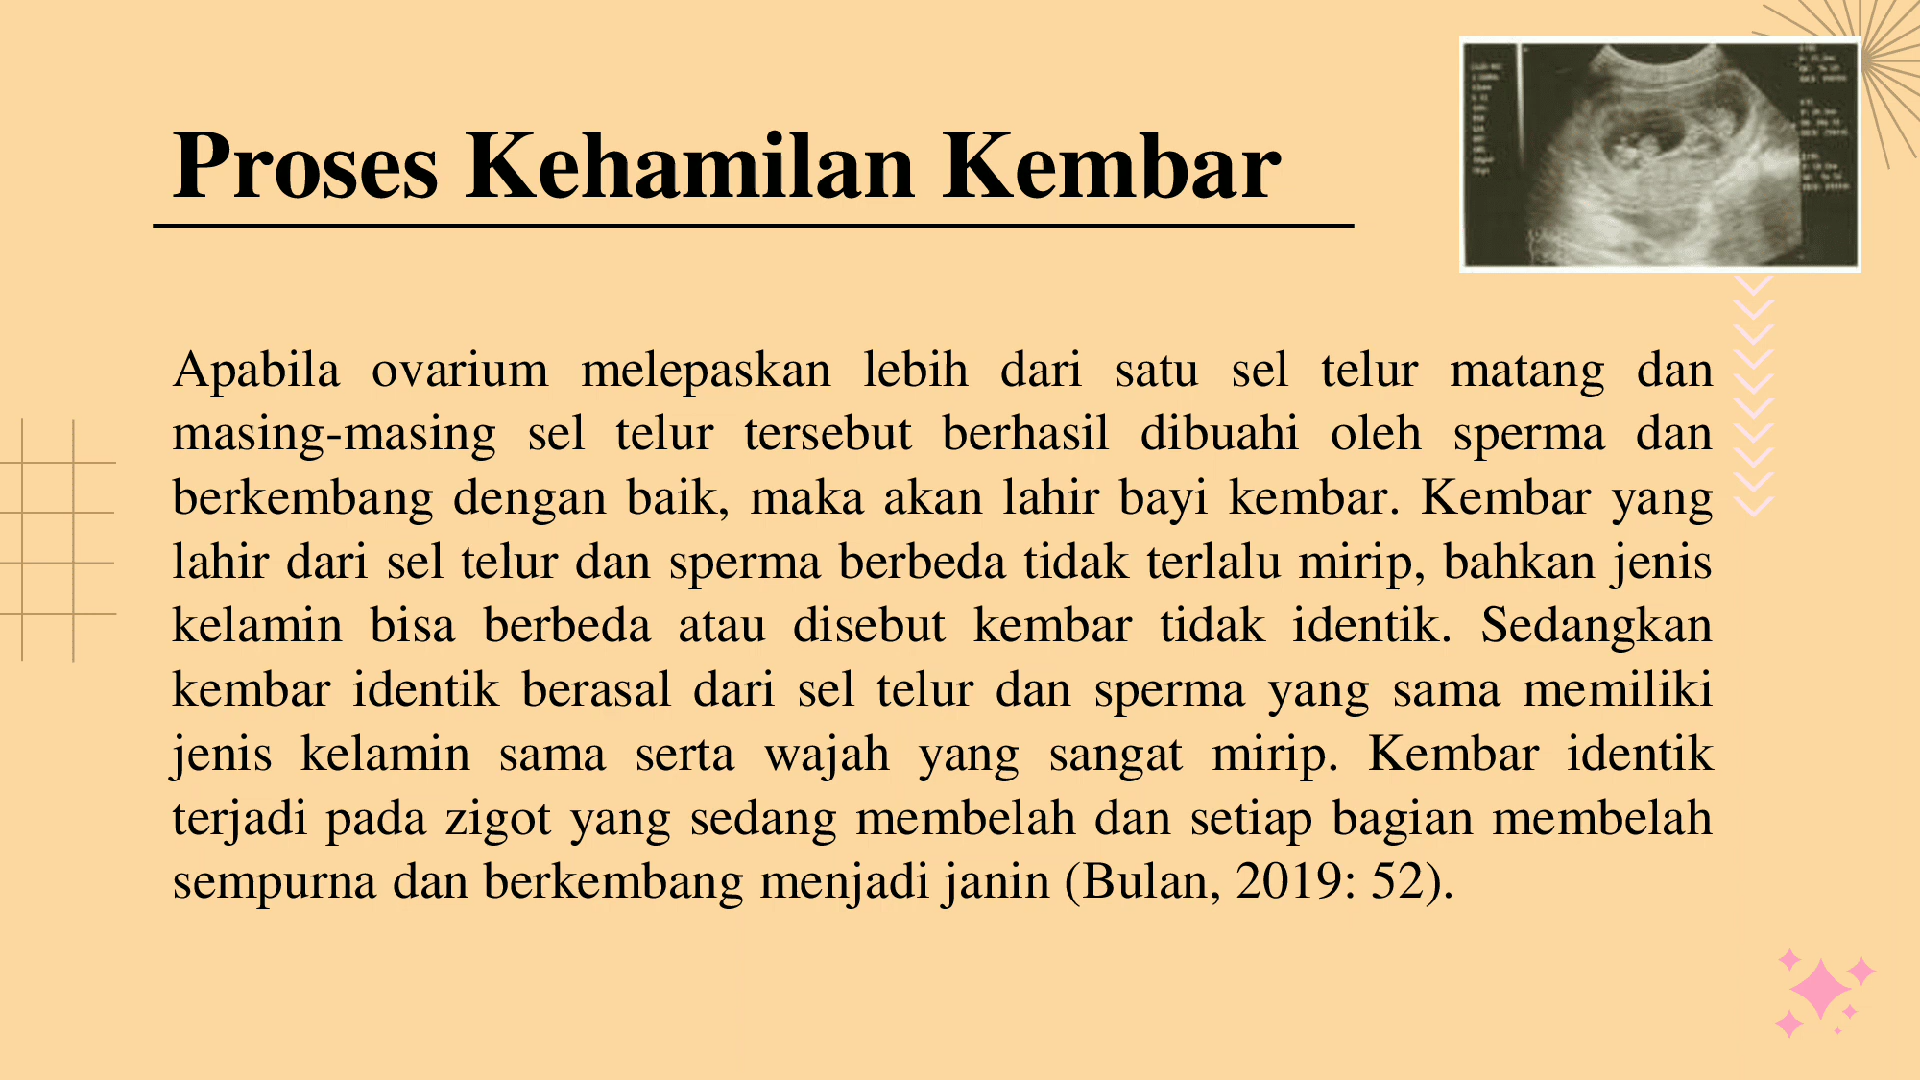 Proses Kehamilan Kembar
Apabila ovarium melepaskan lebih dari satu sel telur matang dan
masing-masing sel telur tersebut berhasil dibuahi oleh sperma dan
berkembang dengan baik, maka akan lahir bayi kembar. Kembar yang
lahir dari sel telur dan sperma berbeda tidak terlalu mirip, bahkan jenis
kelamin bisa berbeda atau disebut kembar tidak identik. Sedangkan
kembar identik berasal dari sel telur dan sperma yang sama memiliki
jenis kelamin sama serta wajah yang sangat mirip. Kembar identik
terjadi pada zigot yang sedang membelah dan setiap bagian membelah
sempurna dan berkembang menjadi janin (Bulan, 2019: 52).